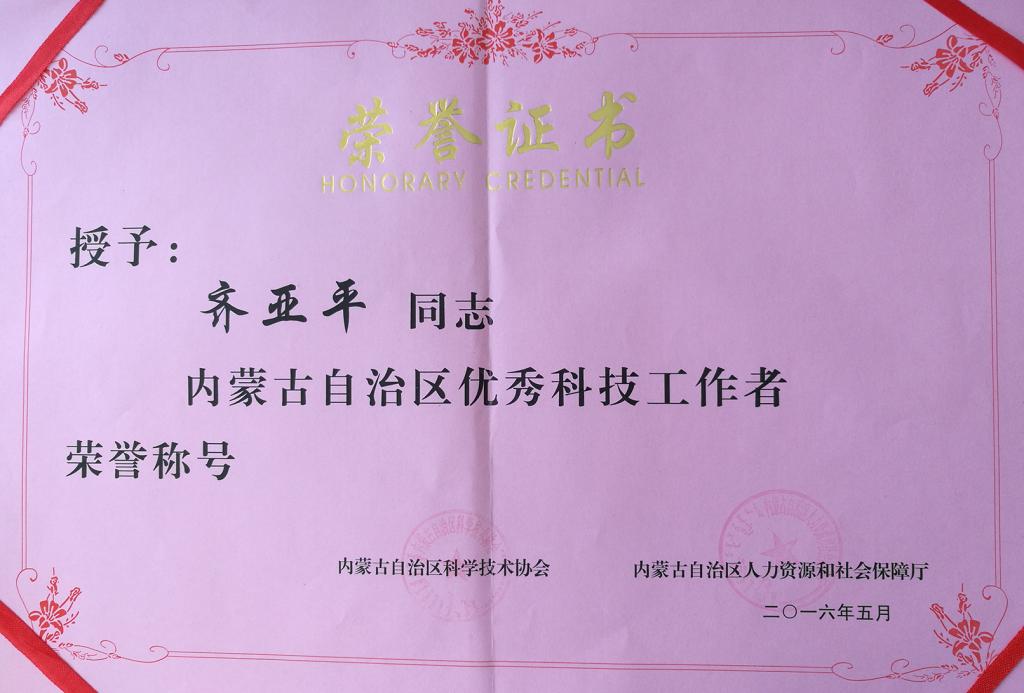 荣誉证书
HONORARY CREDENTIAL
授予：
齐亚平 同志
内蒙古自治区优秀科技工作者
荣誉称号
内蒙古自治区科学技术协会 内蒙古自治区人力资源和社会保障厅
二〇一六年五月